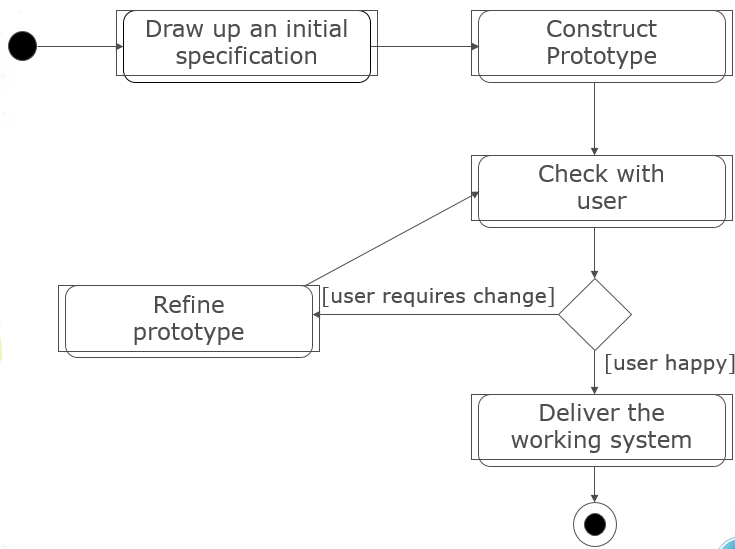 Draw up an initial
specification
Construct
Prototype
Check with
user
Refine
prototype
[user requires change]
[user happy]
Deliver the
working system